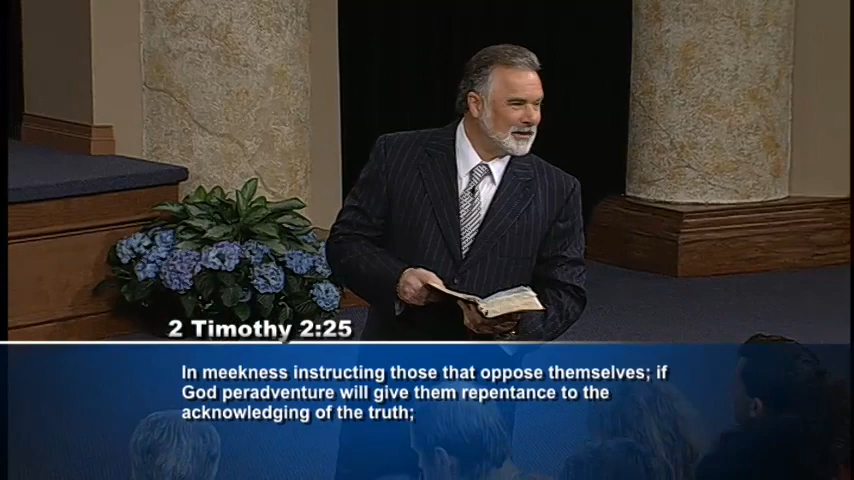 2 Timothy 2:25
In meekness instructing those that oppose themselves; if
God peradventure will give them repentance to the
acknowledging of the truth;